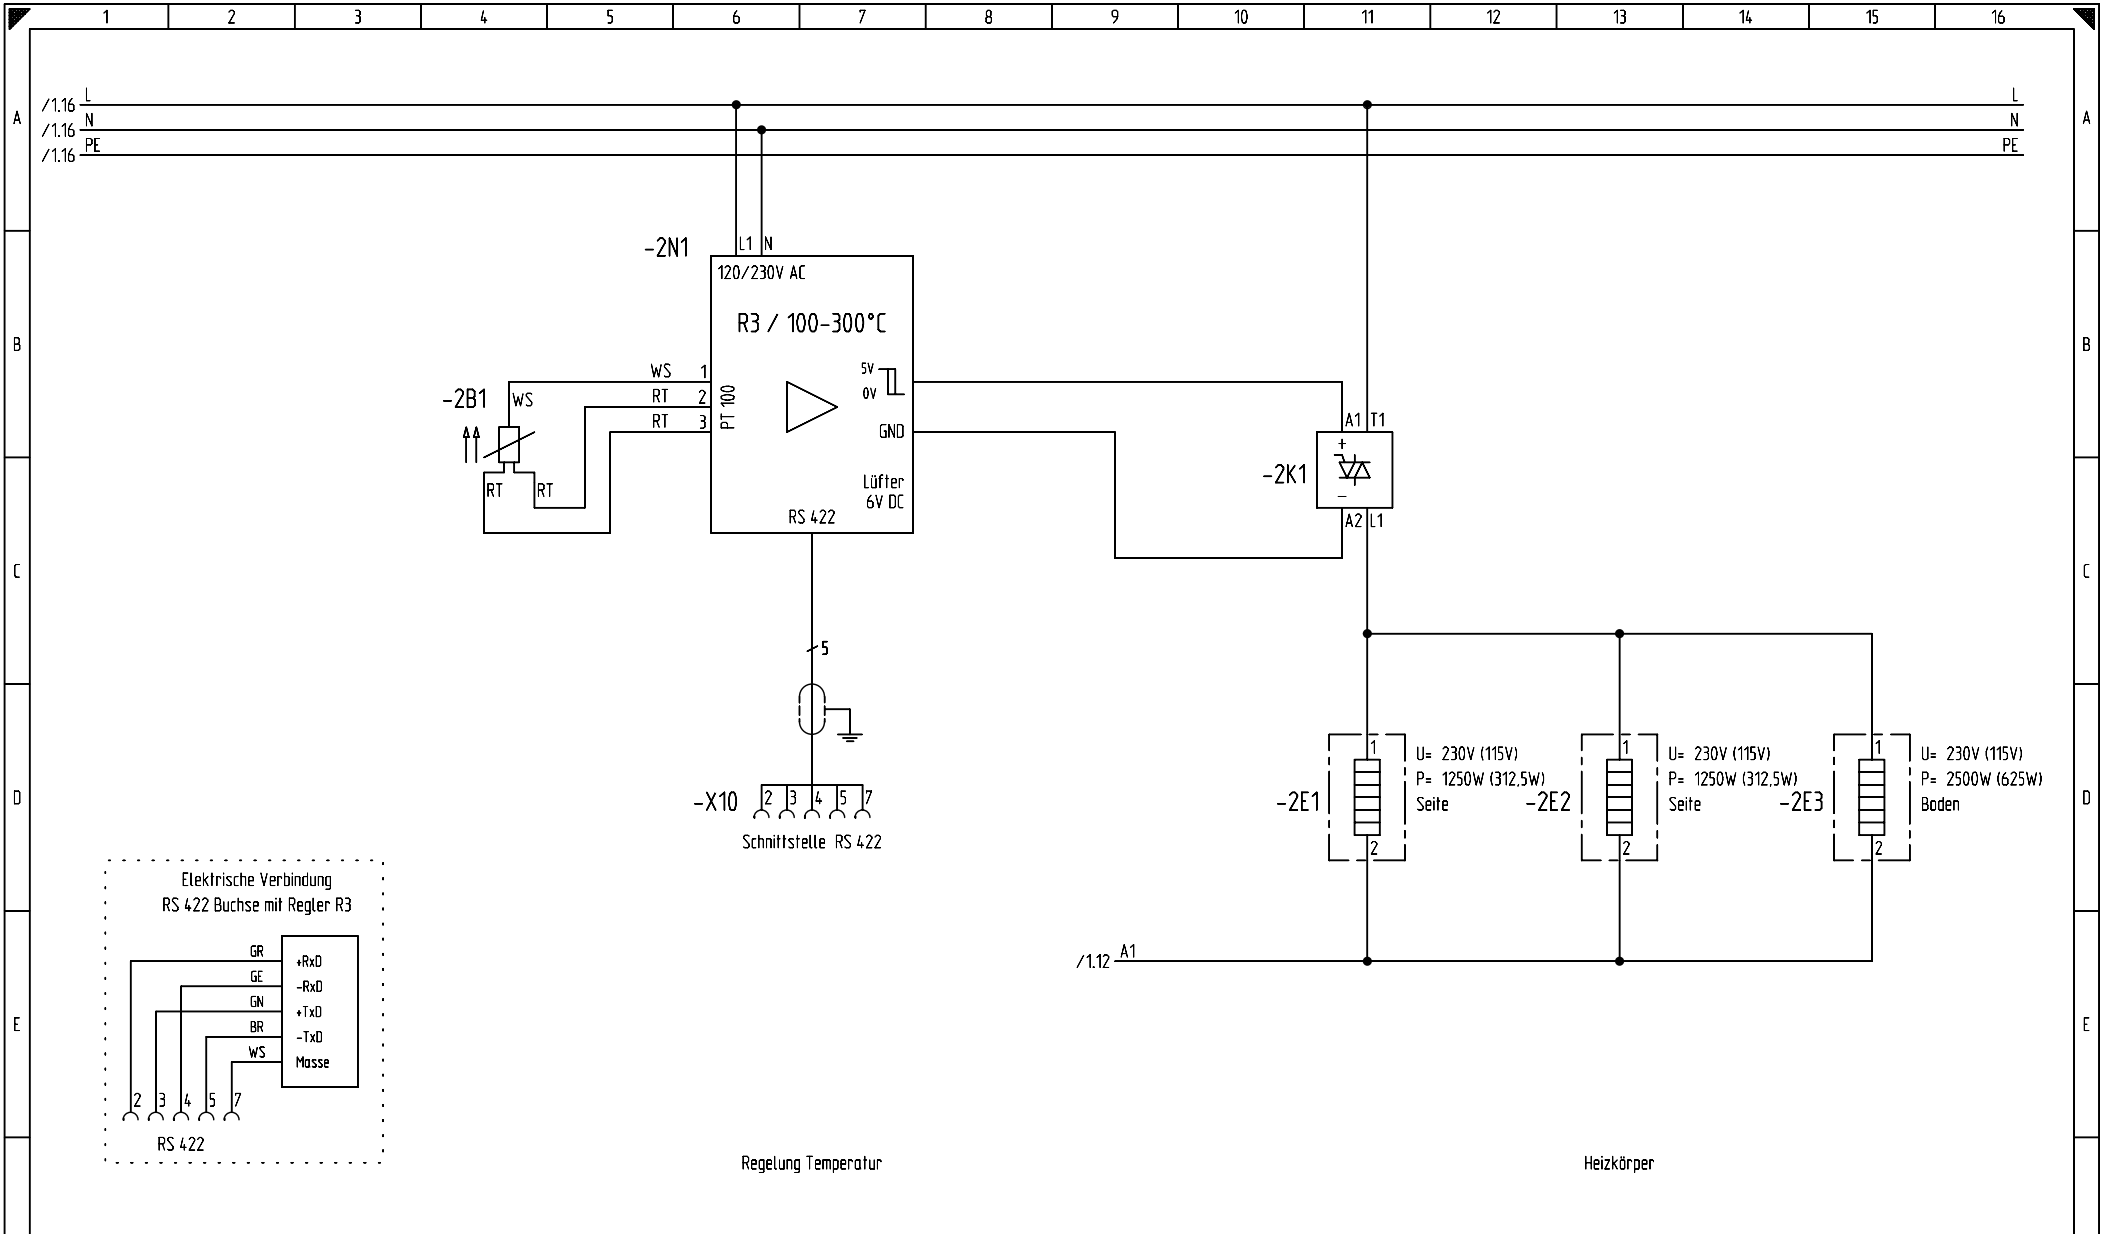 1 2 3 4 5 6 7 8 9 10 11 12 13 14 15 16
/1.16 L L
A A
/1.16 N N
/1.16 PE PE
-2N1 L1 N
120/230V AC
R3 / 100-300°C
B B
WS 1 5V
-2B1 WS RT 2 PT 100 0V
RT 3 GND A1 T1
+
-2K1
-
RT RT Lüfter
6V DC
RS 422 A2 L1
C C
5
1 U= 230V (115V) 1 U= 230V (115V) 1 U= 230V (115V)
P= 1250W (312,5W) P= 1250W (312,5W) P= 2500W (625W)
D -X10 2 3 4 5 7 -2E1 Seite -2E2 Seite -2E3 Boden D
Schnittstelle RS 422 2 2 2
Elektrische Verbindung
RS 422 Buchse mit Regler R3
GR +RxD /1.12 A1
GE -RxD
GN +TxD
E E
BR -TxD
WS Masse
2 3 4 5 7
RS 422
Regelung Temperatur Heizkörper